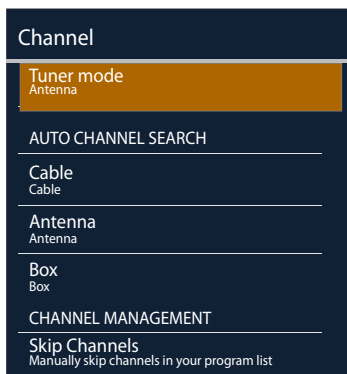 Channel
Tuner mode
Antenna
AUTO CHANNEL SEARCH
Cable
Cable
Antenna
Antenna
Box
Box
CHANNEL MANAGEMENT
Skip Channels
Manually skip channels in your program list